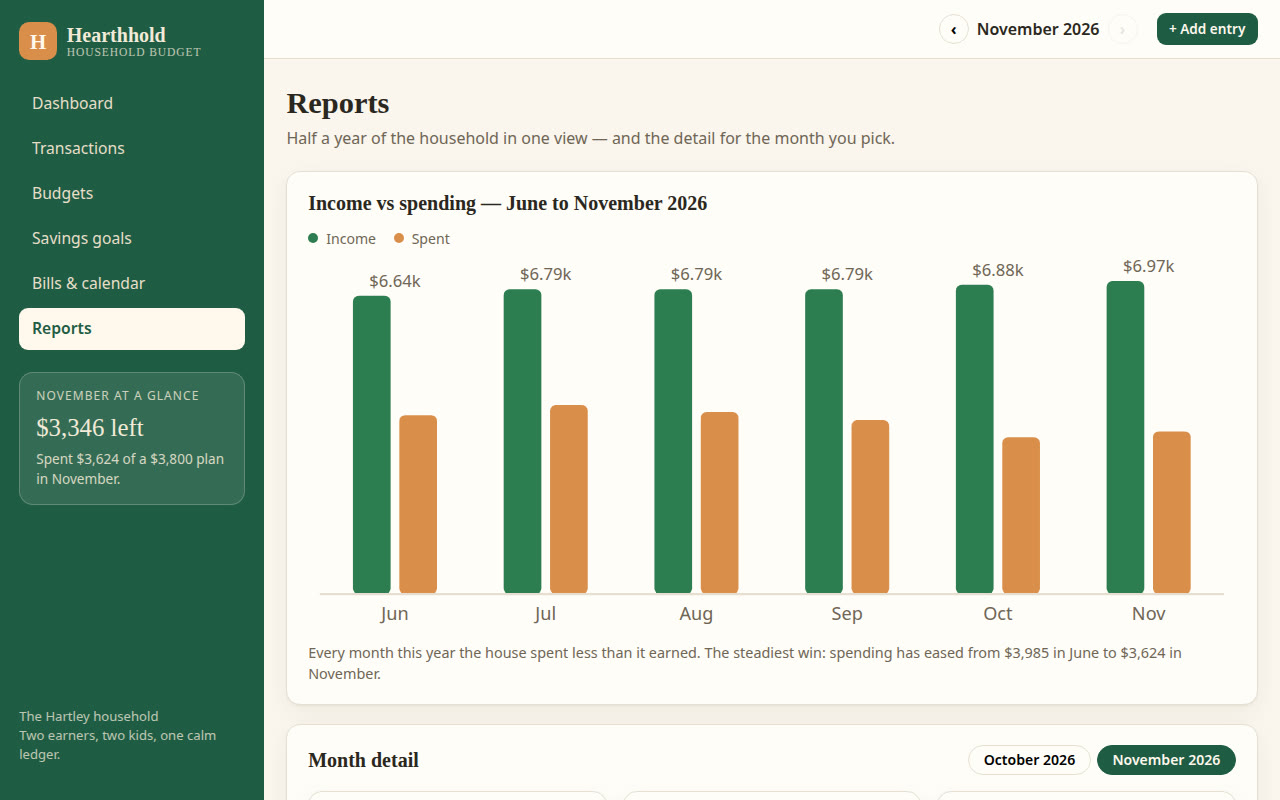 H
Hearthhold
HOUSEHOLD BUDGET
Dashboard
Transactions
Budgets
Savings goals
Bills & calendar
Reports
NOVEMBER AT A GLANCE
$3,346 left
Spent $3,624 of a $3,800 plan
in November.
The Hartley household
Two earners, two kids, one calm
ledger.
‹ November 2026 ›
+ Add entry
Reports
Half a year of the household in one view — and the detail for the month you pick.
Income vs spending — June to November 2026
Income Spent
$6.64k $6.79k $6.79k $6.79k $6.88k $6.97k
Jun Jul Aug Sep Oct Nov
Every month this year the house spent less than it earned. The steadiest win: spending has eased from $3,985 in June to $3,624 in
November.
Month detail
October 2026 November 2026